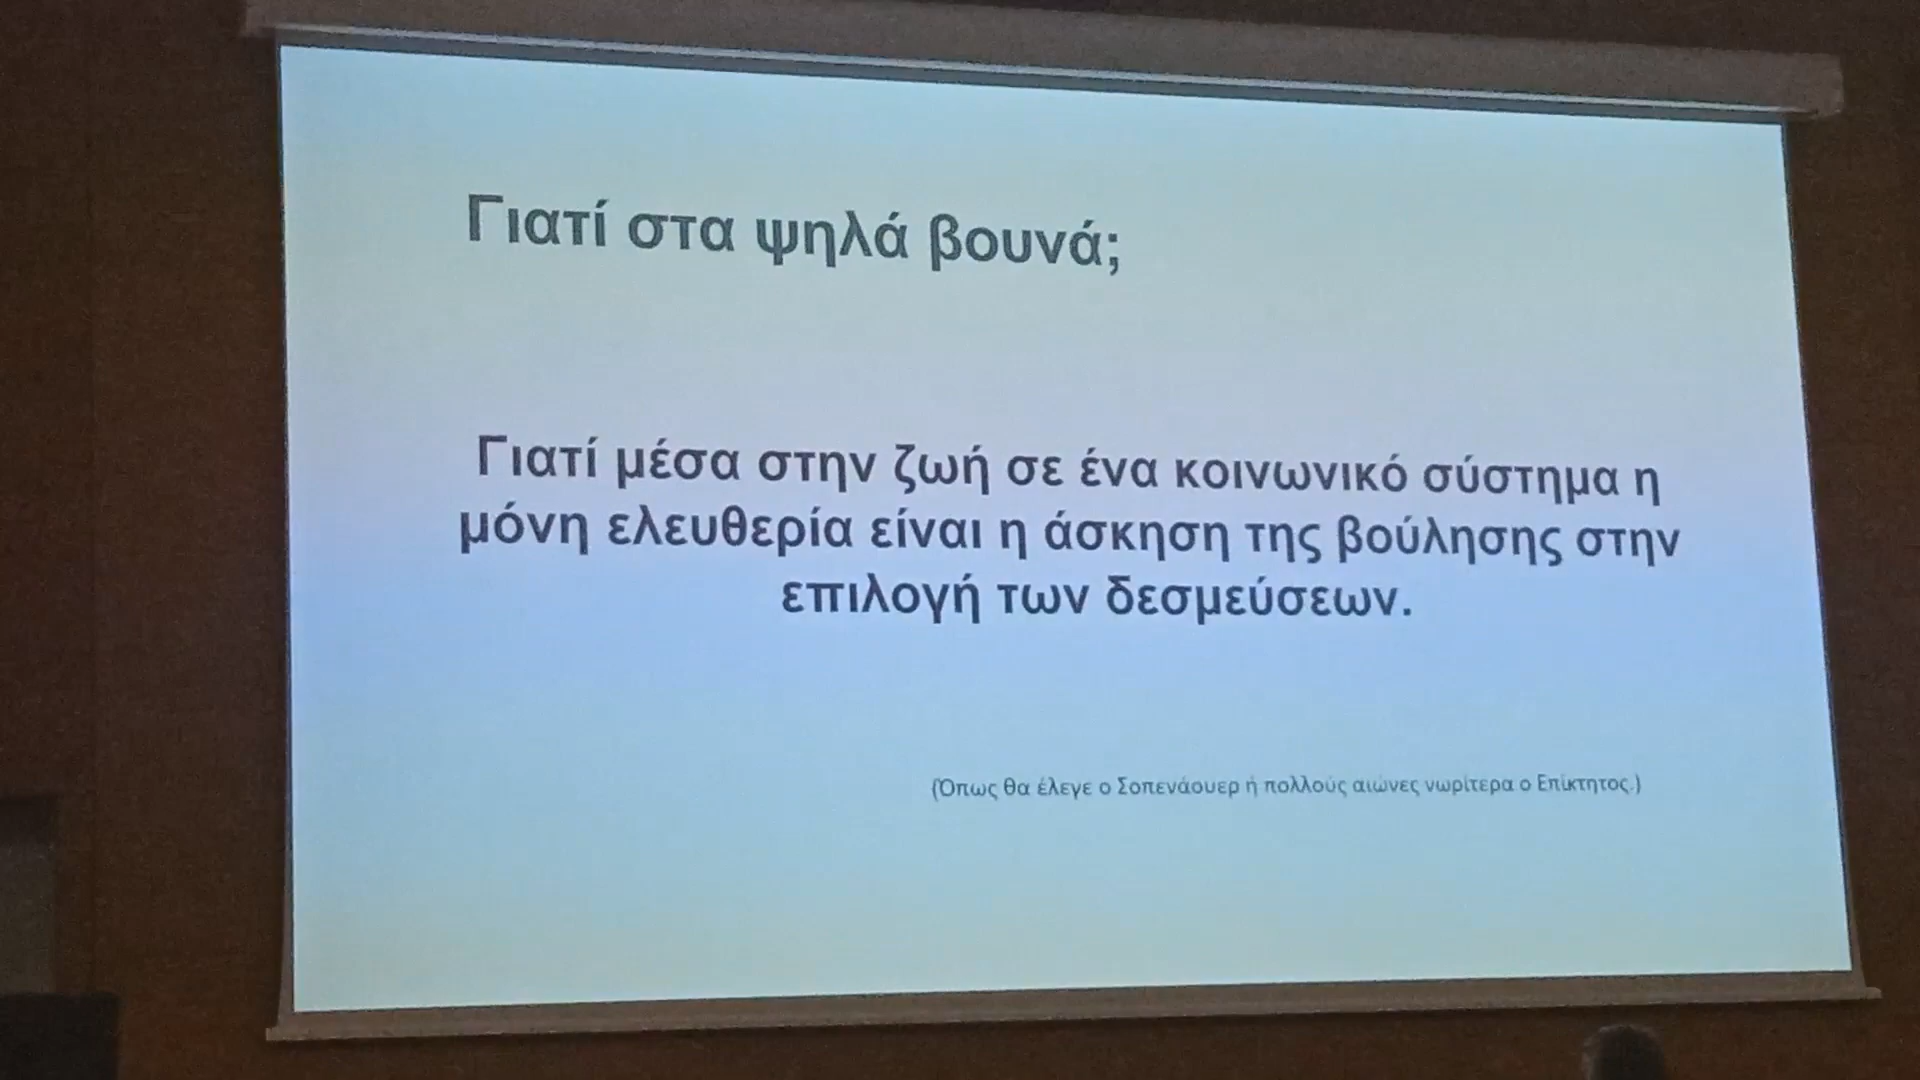 Γιατί στα ψηλά βουνά;
Γιατί μέσα στην ζωή σε ένα κοινωνικό σύστημα η
μόνη ελευθερία είναι η άσκηση της βούλησης στην
επιλογή των δεσμεύσεων.
(Όπως θα έλεγε ο Σοπενάουερ ή πολλούς αιώνες νωρίτερα ο Επίκτητος.)